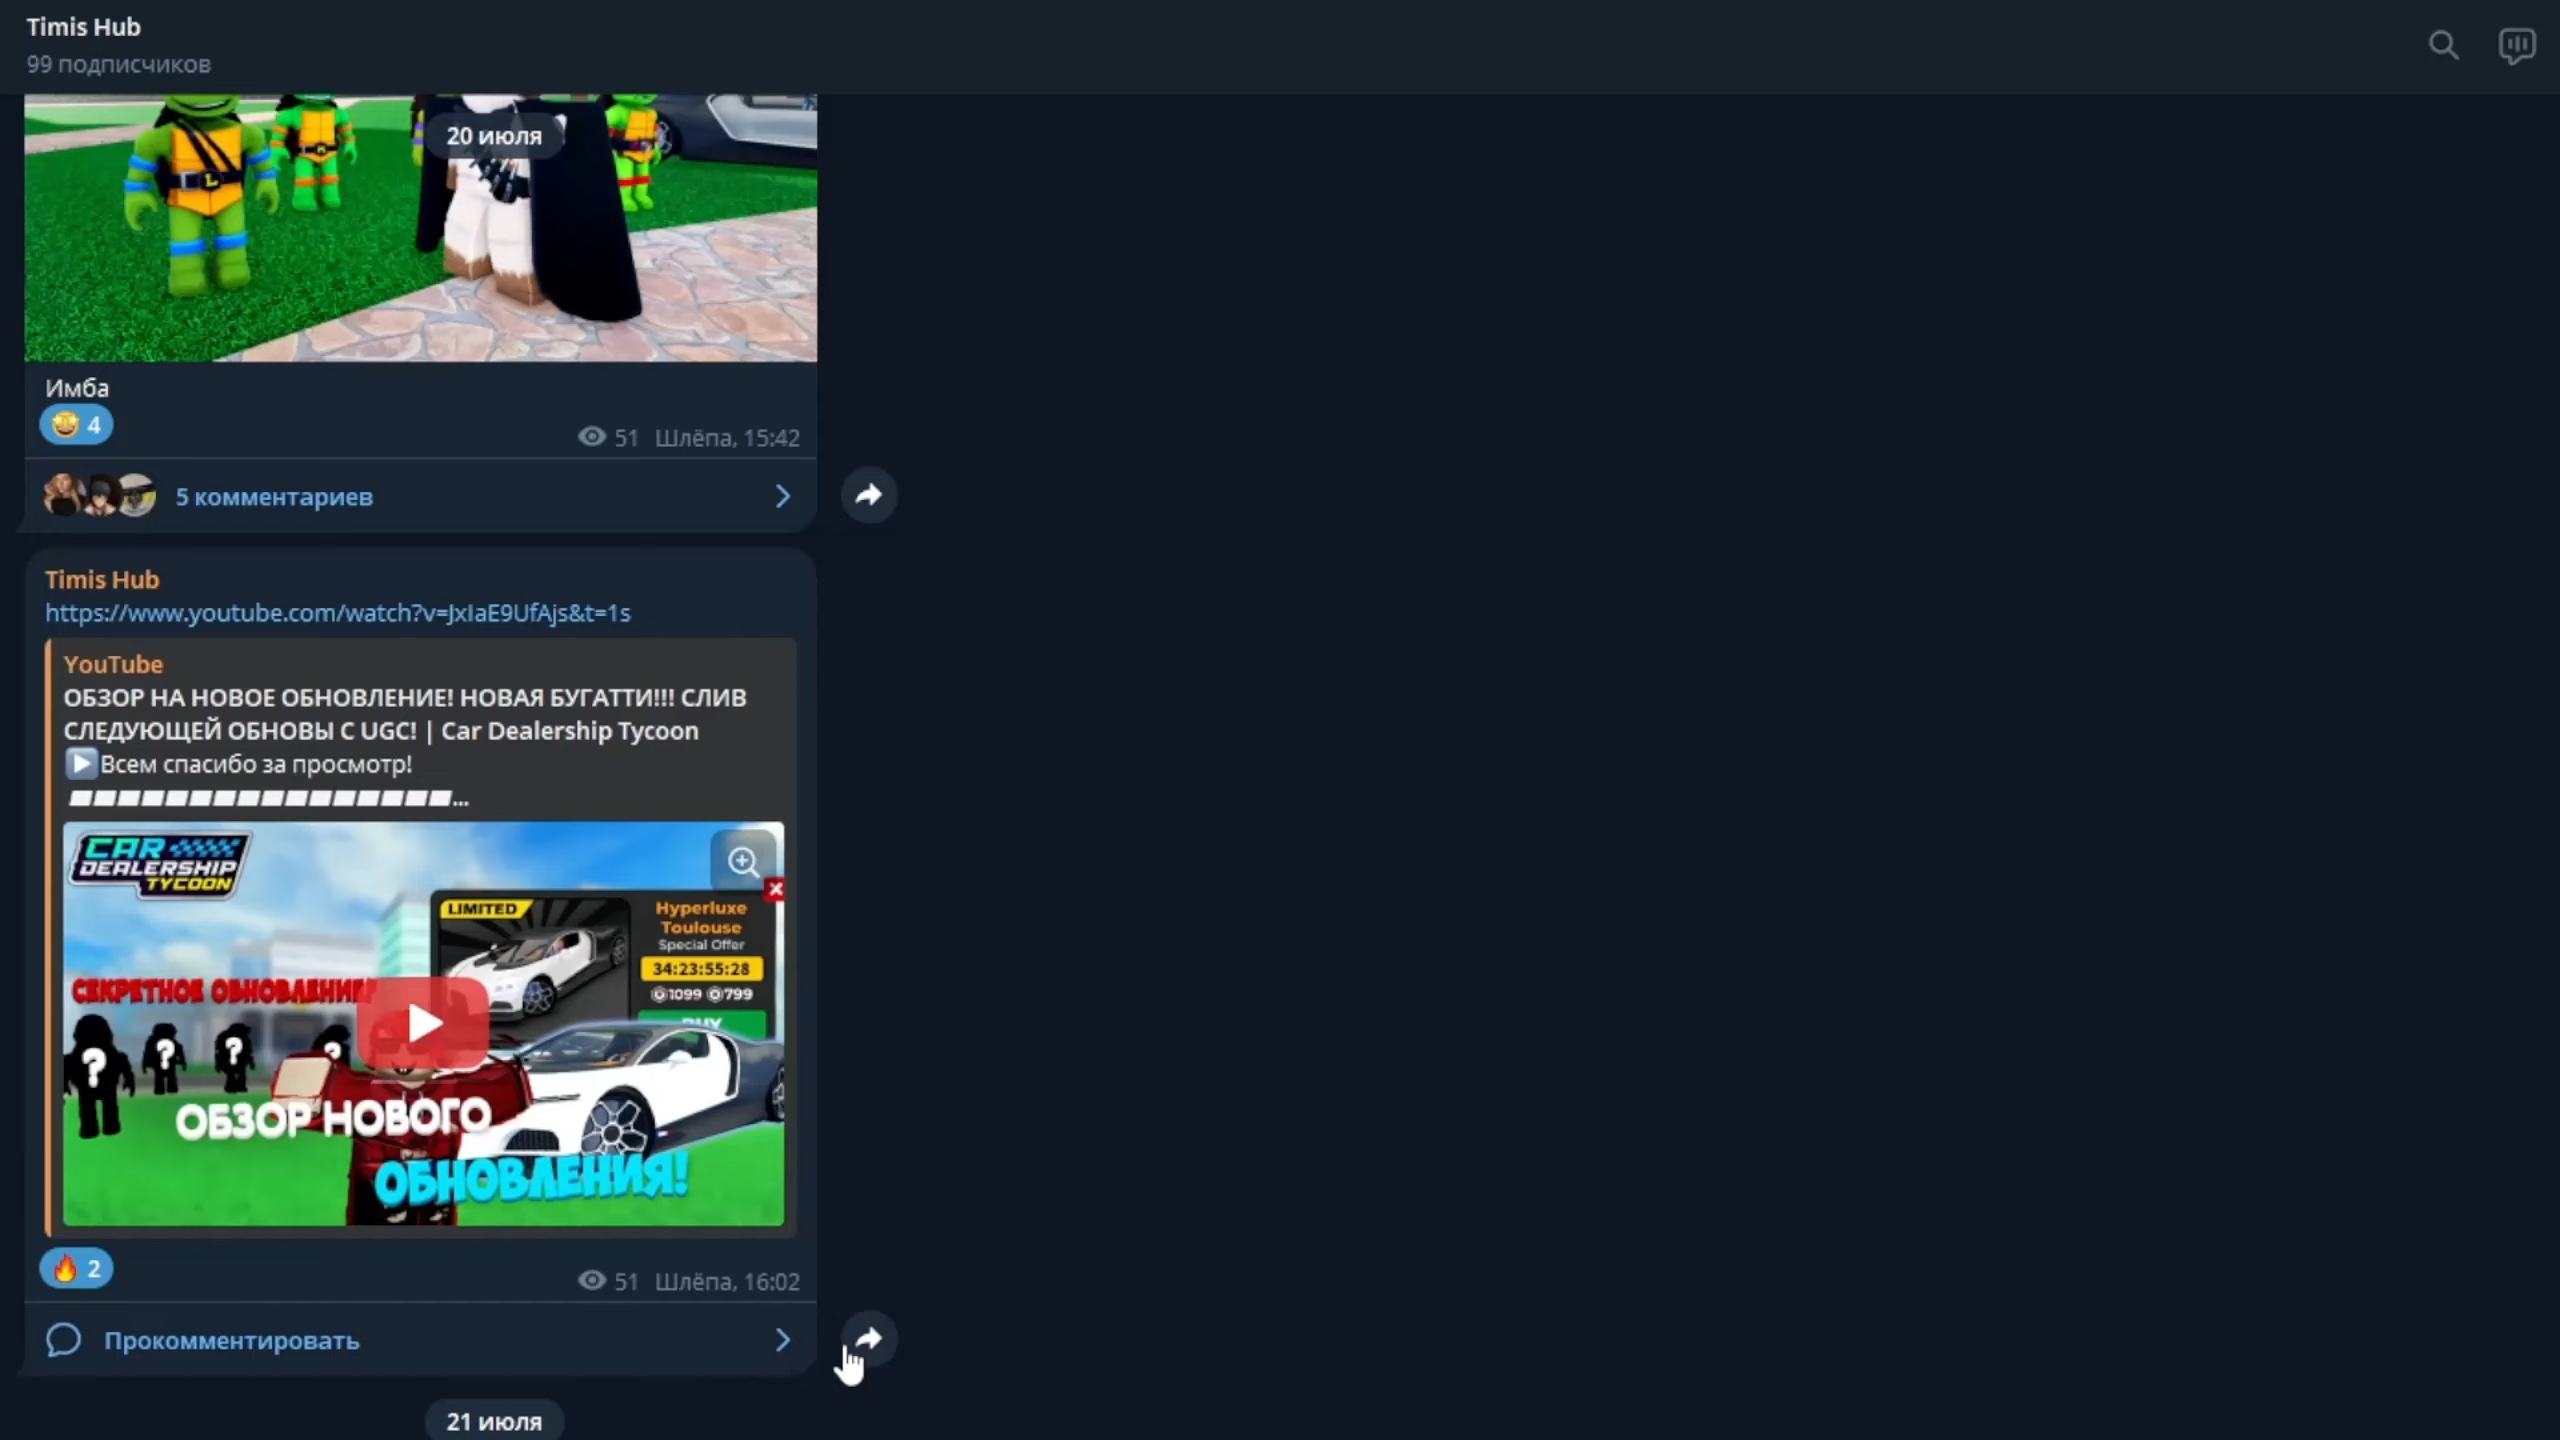 Timis Hub
99 подписчиков
20 июля
L
Имба
4
51 Шлёпа, 15:42
5 комментариев
Timis Hub
https://www.youtube.com/watch?v=JxIaE9UfAjs&t=1s
YouTube
ОБЗОР НА НОВОЕ ОБНОВЛЕНИЕ! НОВАЯ БУГАТТИ!!! СЛИВ
СЛЕДУЮЩЕЙ ОБНОВЫ С UGC! | Car Dealership Tycoon
Всем спасибо за просмотр!
...
CAR
DEALERSHIP
TYCOON
LIMITED
Hyperluxe
Toulouse
Special Offer
34:23:55:28
1099 799
BUY
СЕКРЕТНОЕ ОБНОВЛЕНИЕ!
? ? ? ?
ОБЗОР НОВОГО
ОБНОВЛЕНИЯ!
2
51 Шлёпа, 16:02
Прокомментировать
21 июля